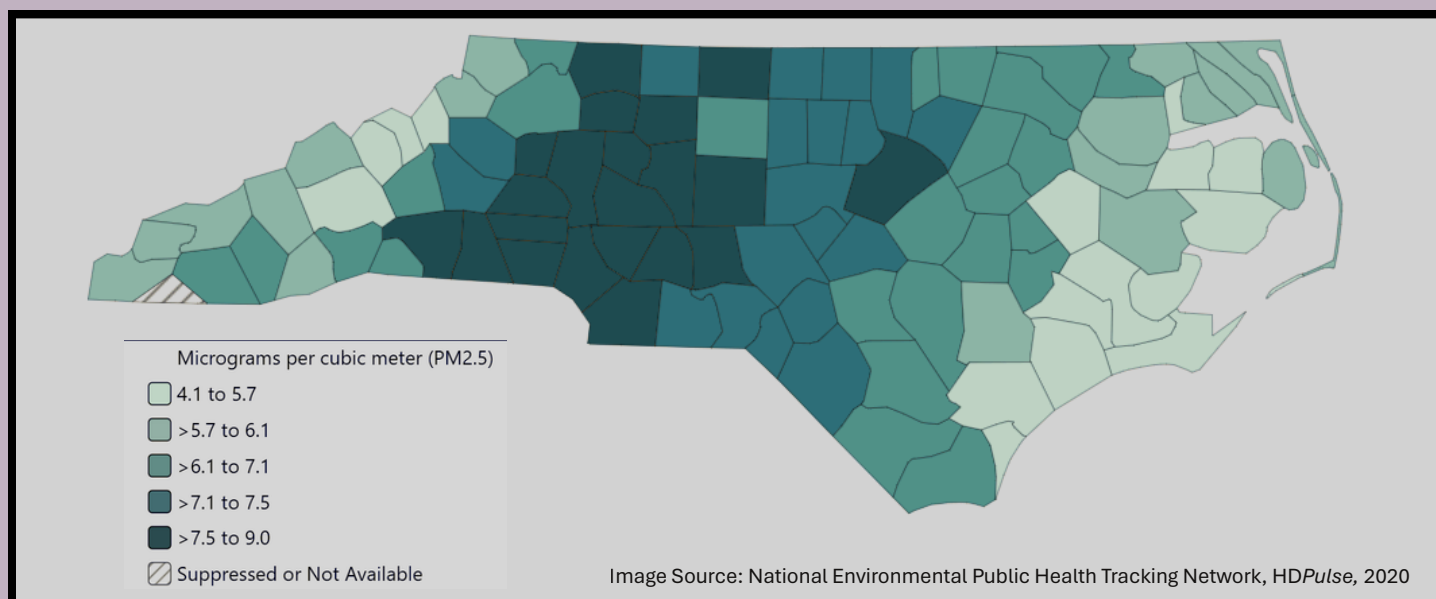 Micrograms per cubic meter (PM2.5)
4.1 to 5.7
>5.7 to 6.1
>6.1 to 7.1
>7.1 to 7.5
>7.5 to 9.0
Suppressed or Not Available
Image Source: National Environmental Public Health Tracking Network, HDPulse, 2020